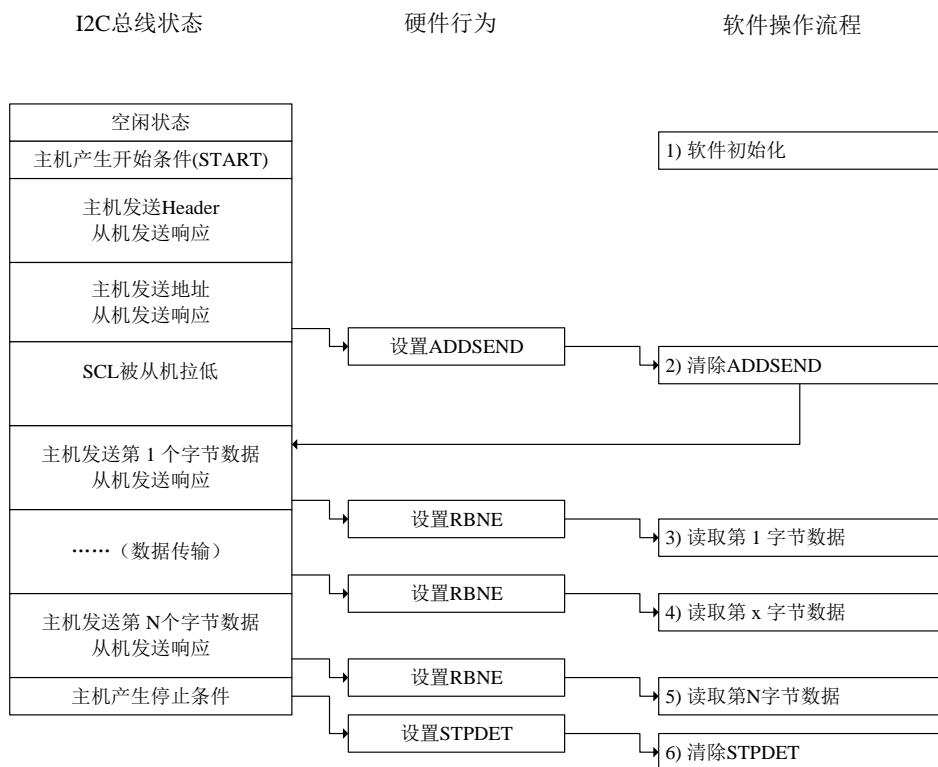 I2C总线状态
硬件行为
软件操作流程
空闲状态
主机产生开始条件(START)
1) 软件初始化
主机发送Header
从机发送响应
主机发送地址
从机发送响应
设置ADDSEND
2) 清除ADDSEND
SCL被从机拉低
主机发送第 1 个字节数据
从机发送响应
设置RBNE
3) 读取第 1 字节数据
……（数据传输）
设置RBNE
4) 读取第 x 字节数据
主机发送第 N个字节数据
从机发送响应
设置RBNE
5) 读取第N字节数据
主机产生停止条件
设置STPDET
6) 清除STPDET